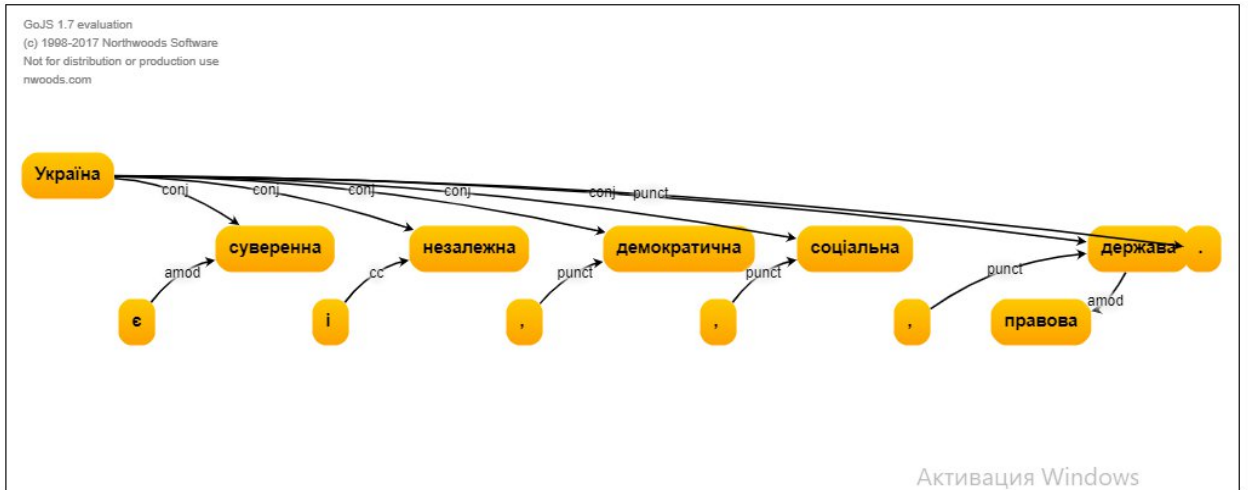 GoJS 1.7 evaluation
(c) 1998-2017 Northwoods Software
Not for distribution or production use
nwoods.com
Україна
conj conj conj conj conj punct
суверенна незалежна демократична соціальна держава .
amod cc punct punct punct amod
є і , , , правова
Активация Windows